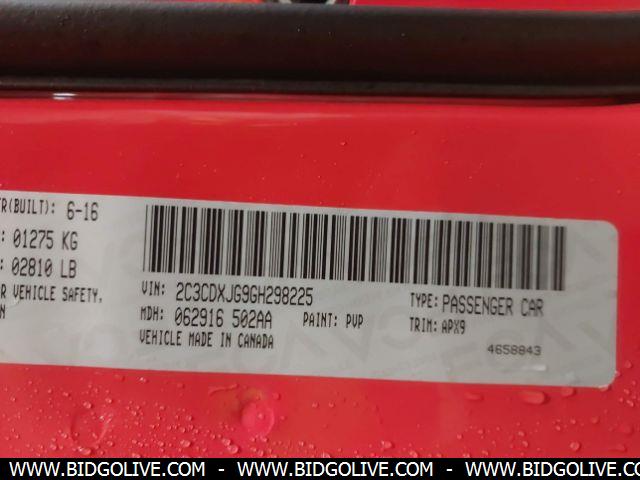 TR(BUILT): 6-16
: 01275 KG
: 02810 LB
R VEHICLE SAFETY,
N
VIN: 2C3CDXJG9GH298225
MDH: 062916 502AA PAINT: PVP
VEHICLE MADE IN CANADA
TYPE: PASSENGER CAR
TRIM: APX9
4658843
WWW.BIDGOLIVE.COM - WWW.BIDGOLIVE.COM - WWW.BIDGOLIVE.COM